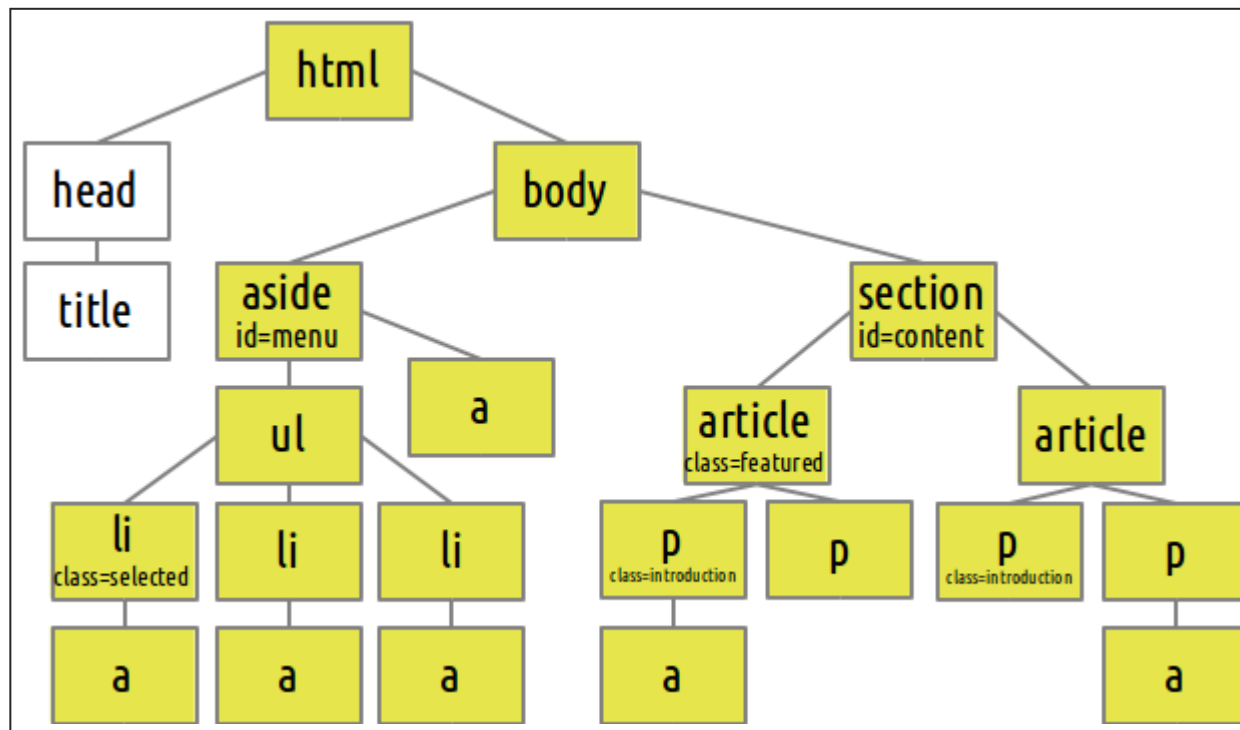 html
head
body
title
aside
id=menu
section
id=content
a
ul
article
class=featured
article
li
class=selected
li
li
p
class=introduction
p
p
class=introduction
p
a
a
a
a
a